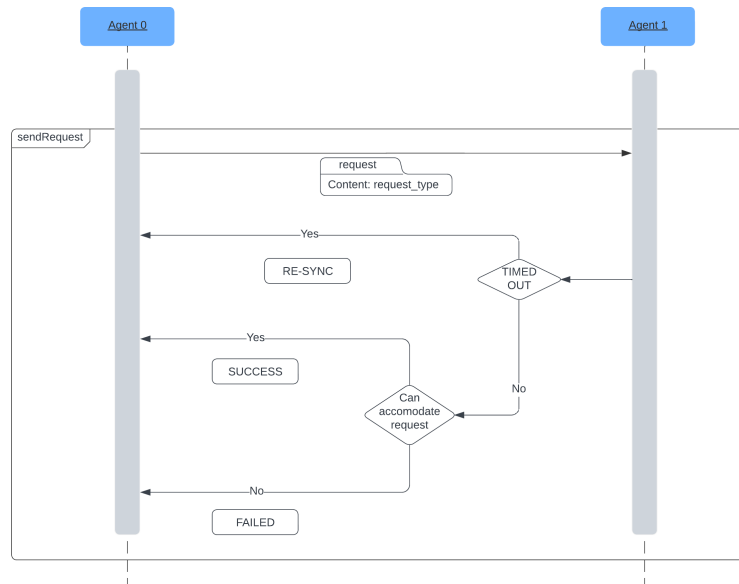 Agent 0
Agent 1
sendRequest
request
Content: request_type
Yes
TIMED
OUT
RE-SYNC
Yes
SUCCESS
No
Can
accomodate
request
No
FAILED